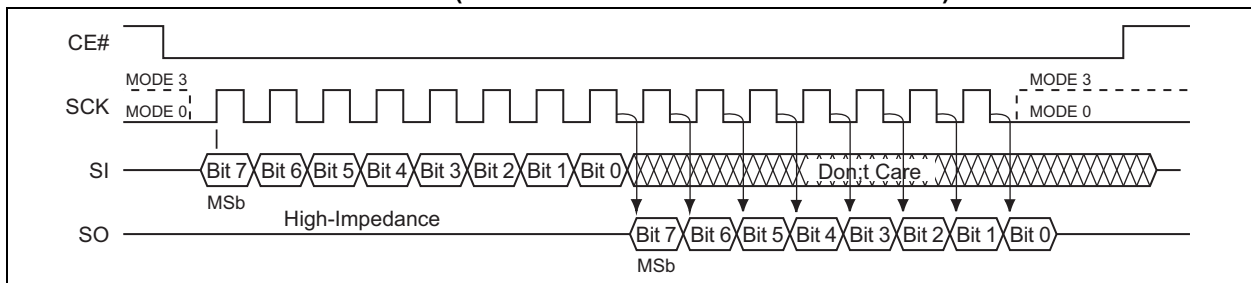 CE#
MODE 3
MODE 3
SCK
MODE 0
MODE 0
SI
Bit 7 Bit 6 Bit 5 Bit 4 Bit 3 Bit 2 Bit 1 Bit 0
Don;t Care
MSb
High-Impedance
SO
Bit 7 Bit 6 Bit 5 Bit 4 Bit 3 Bit 2 Bit 1 Bit 0
MSb